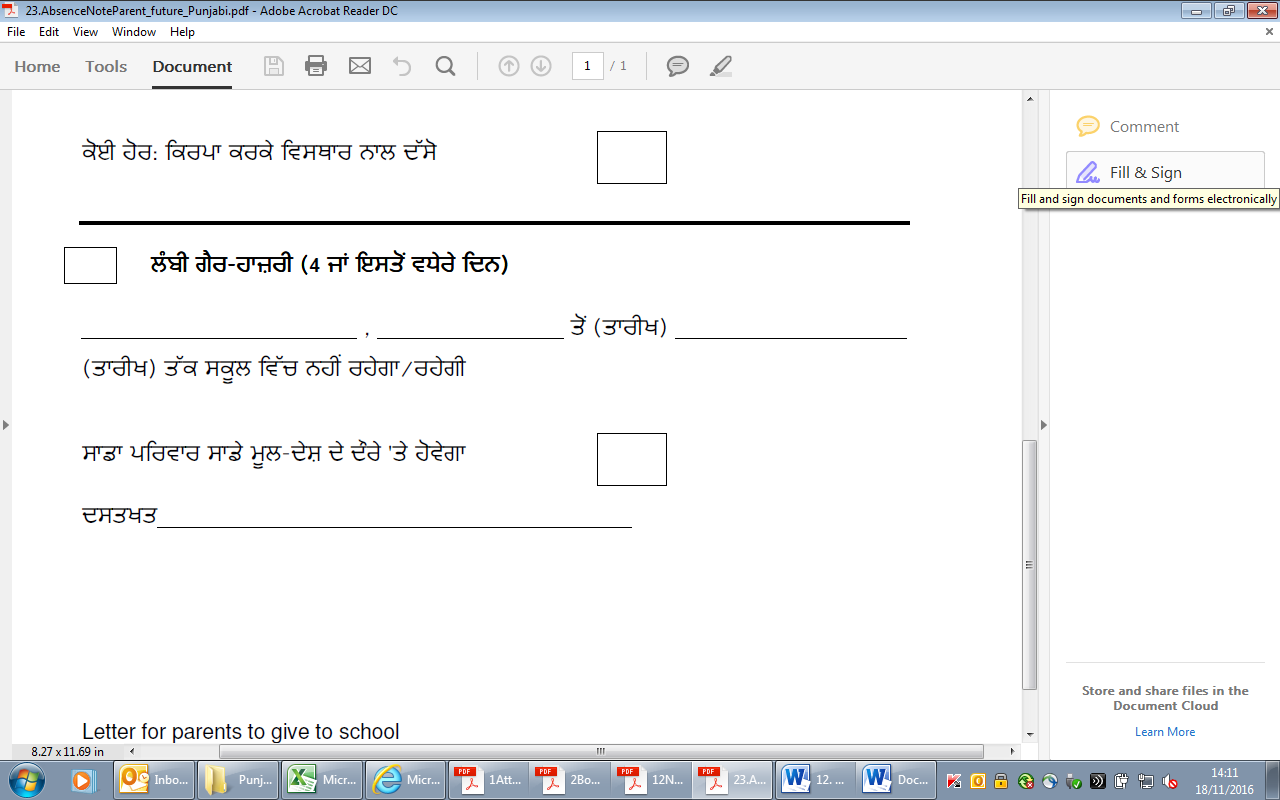 23.AbsenceNoteParent_future_Punjabi.pdf - Adobe Acrobat Reader DC
File Edit View Window Help
Home Tools Document 1 / 1
Comment
Fill & Sign
Fill and sign documents and forms electronically
ਕੋਈ ਹੋਰ: ਕਿਰਪਾ ਕਰਕੇ ਵਿਸਥਾਰ ਨਾਲ ਦੱਸੋ
ਲੰਬੀ ਗੈਰ-ਹਾਜ਼ਰੀ (4 ਜਾਂ ਇਸਤੋਂ ਵਧੇਰੇ ਦਿਨ)
, ਤੋਂ (ਤਾਰੀਖ)
(ਤਾਰੀਖ) ਤੱਕ ਸਕੂਲ ਵਿੱਚ ਨਹੀਂ ਰਹੇਗਾ/ਰਹੇਗੀ
ਸਾਡਾ ਪਰਿਵਾਰ ਸਾਡੇ ਮੂਲ-ਦੇਸ਼ ਦੇ ਦੌਰੇ 'ਤੇ ਹੋਵੇਗਾ
ਦਸਤਖਤ
Letter for parents to give to school
Store and share files in the
Document Cloud
Learn More
8.27 x 11.69 in
Inbo... Punj... Micr... Micr... 1Att... 2Bo... 12N... 23.A... 12. ... Doc...
14:11
18/11/2016